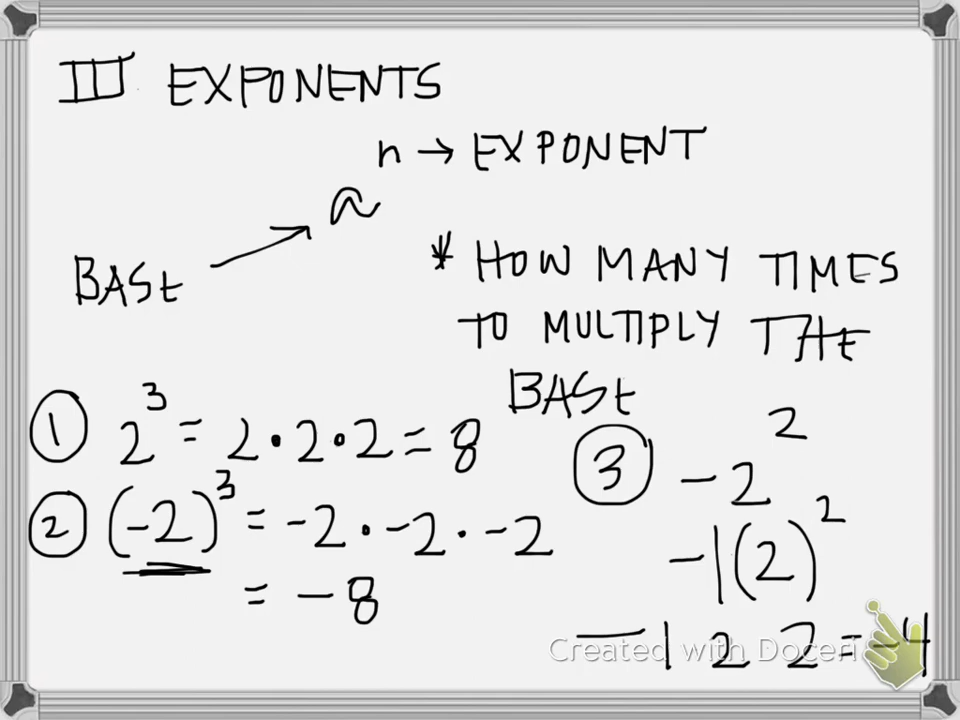 III EXPONENTS
n → EXPONENT
a
BASE
* HOW MANY TIMES
TO MULTIPLY THE
BASE
① 2³ = 2 • 2 • 2 = 8
② (-2)³ = -2 • -2 • -2
= -8
③ -2²
-1(2)²
-1 2 2 = -4
Created with Doceri